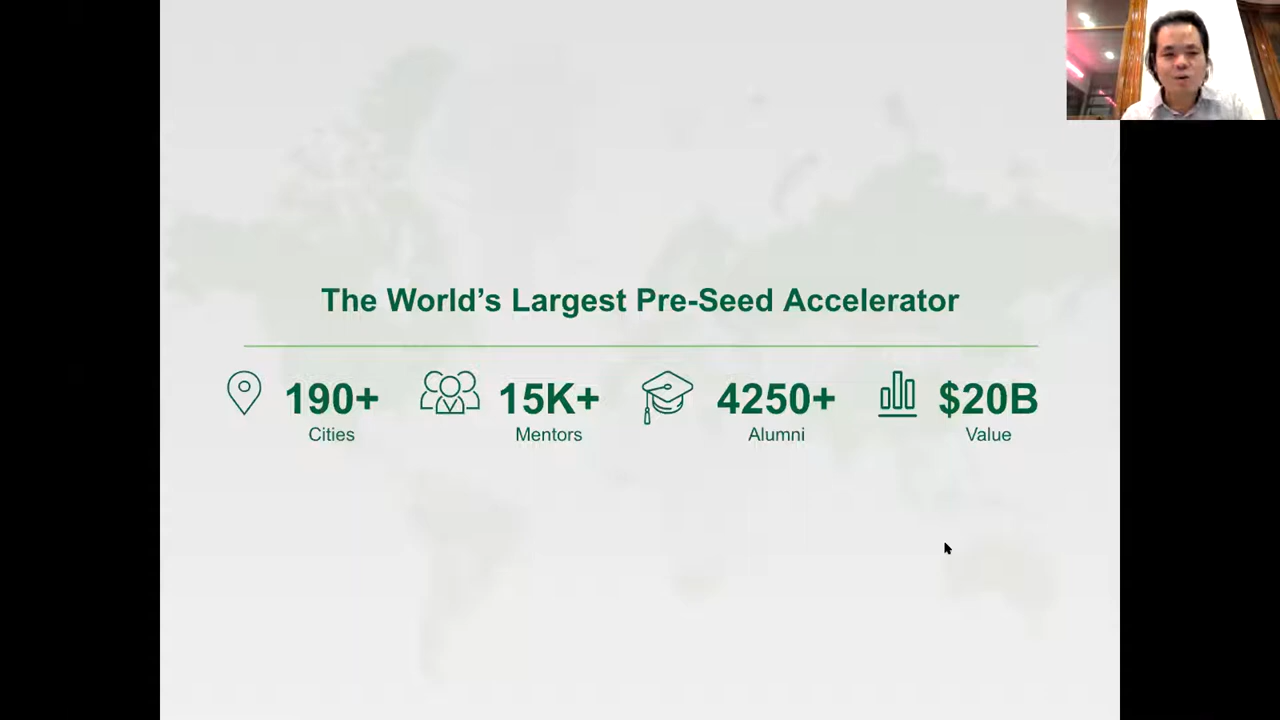 The World’s Largest Pre-Seed Accelerator
190+ 15K+ 4250+ $20B
Cities Mentors Alumni Value